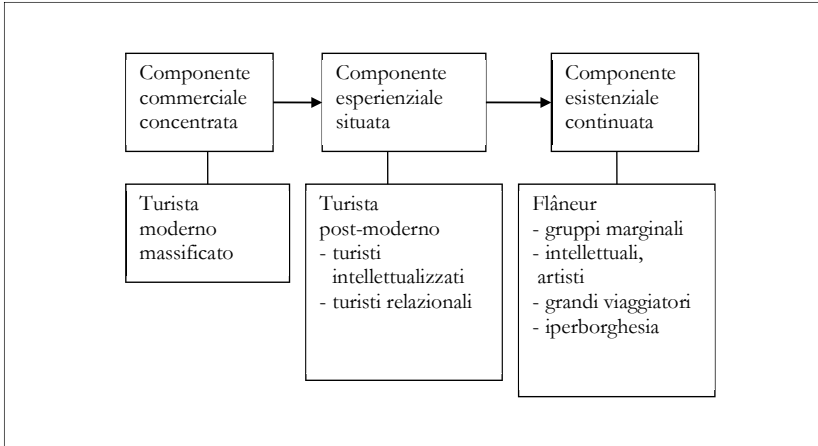 Componente
commerciale
concentrata
Componente
esperienziale
situata
Componente
esistenziale
continuata
Turista
moderno
massificato
Turista
post-moderno
- turisti
intellettualizzati
- turisti relazionali
Flâneur
- gruppi marginali
- intellettuali,
artisti
- grandi viaggiatori
- iperborghesia